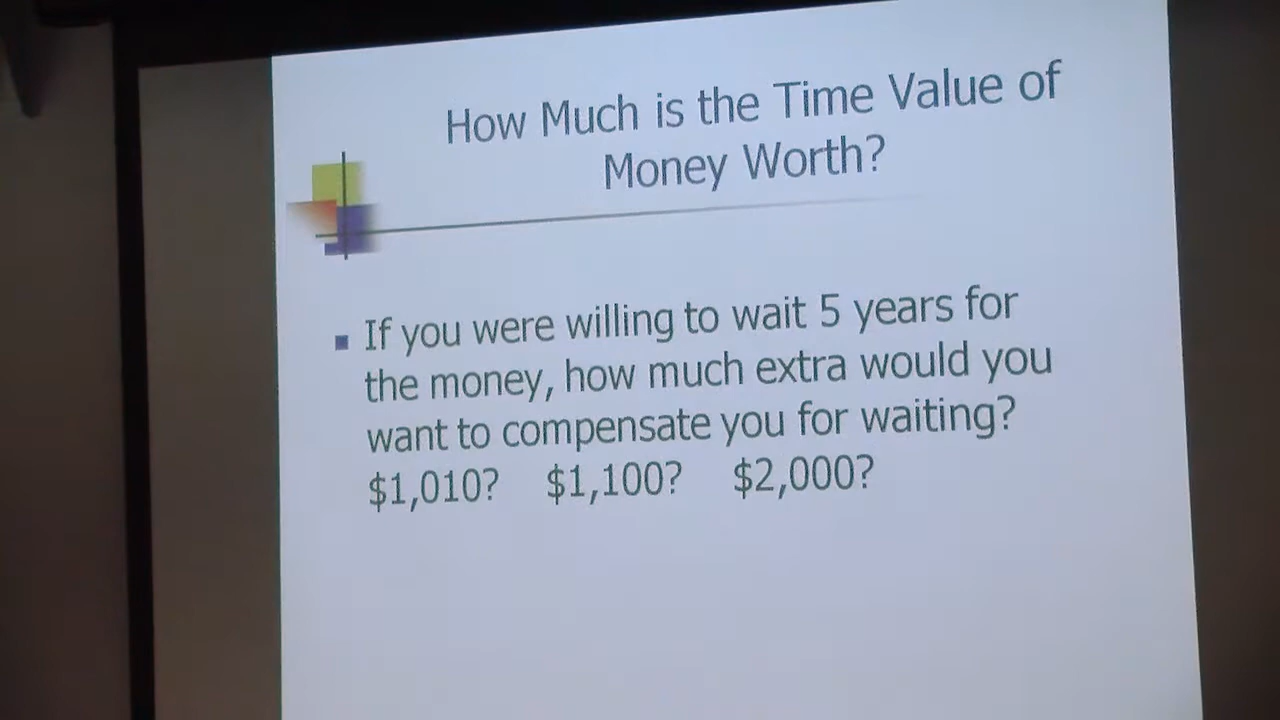 How Much is the Time Value of
Money Worth?
If you were willing to wait 5 years for
the money, how much extra would you
want to compensate you for waiting?
$1,010? $1,100? $2,000?